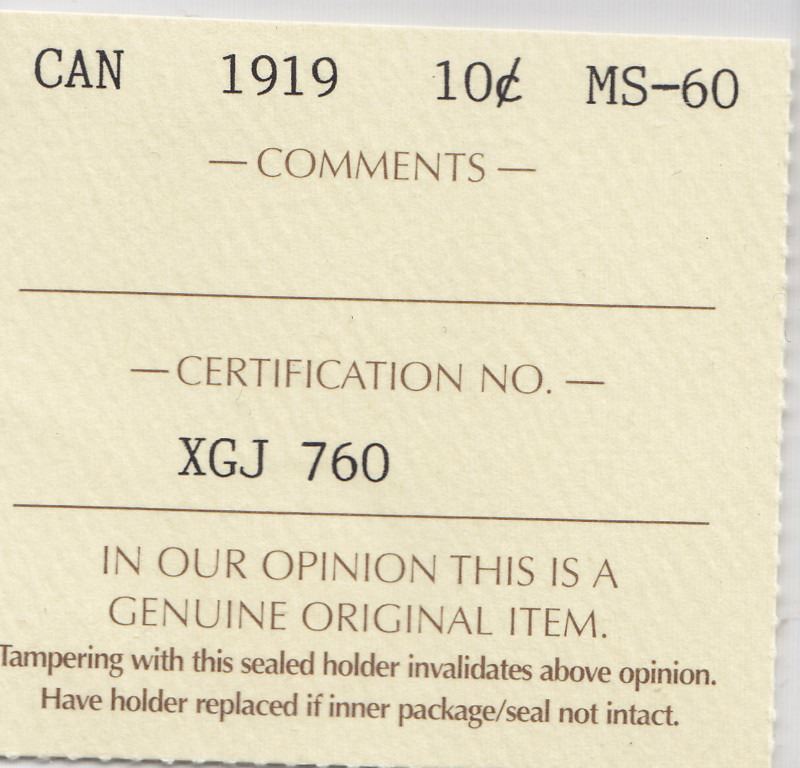 CAN 1919 10¢ MS-60
— COMMENTS —
— CERTIFICATION NO. —
XGJ 760
IN OUR OPINION THIS IS A
GENUINE ORIGINAL ITEM.
Tampering with this sealed holder invalidates above opinion.
Have holder replaced if inner package/seal not intact.